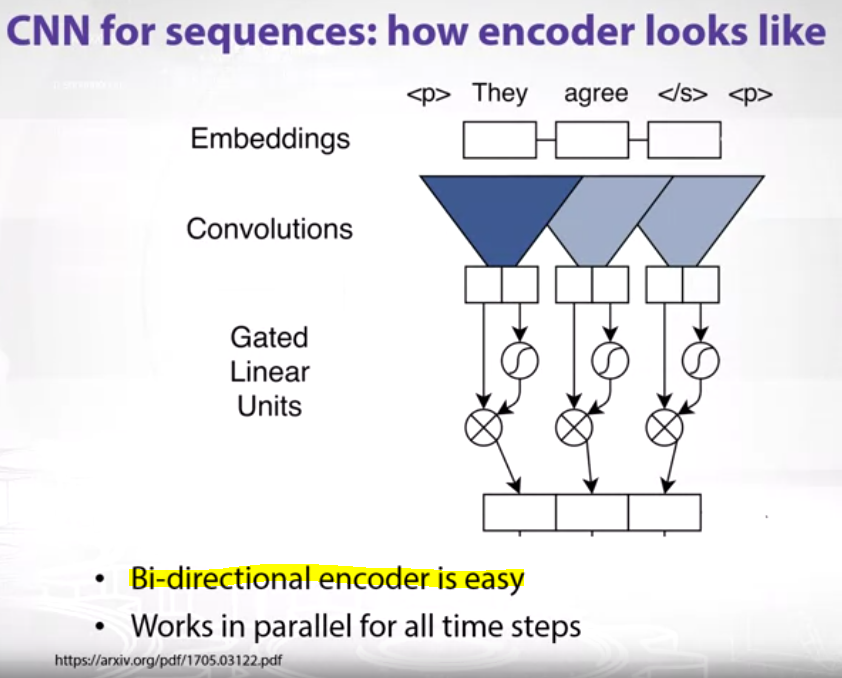 CNN for sequences: how encoder looks like
<p> They agree </s> <p>
Embeddings
Convolutions
Gated
Linear
Units
• Bi-directional encoder is easy
• Works in parallel for all time steps
https://arxiv.org/pdf/1705.03122.pdf